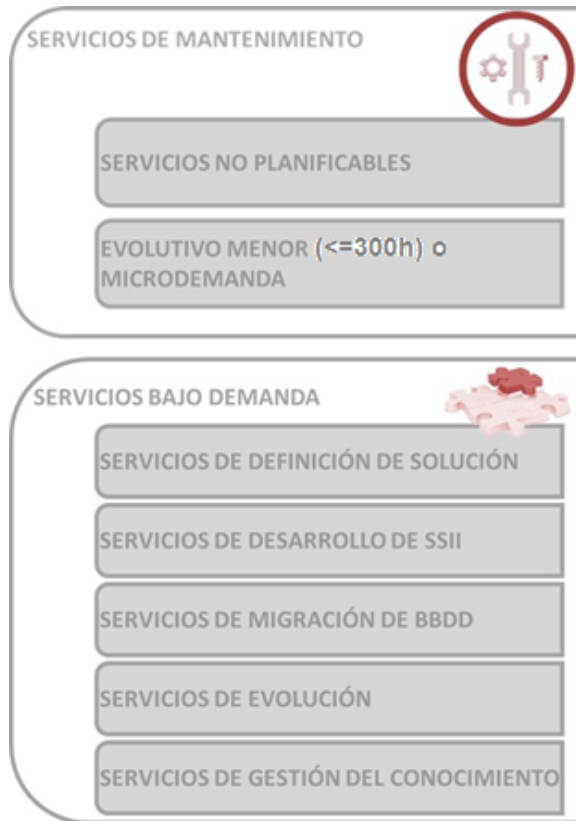 SERVICIOS DE MANTENIMIENTO
SERVICIOS NO PLANIFICABLES
EVOLUTIVO MENOR (<=300h) o
MICRODEMANDA
SERVICIOS BAJO DEMANDA
SERVICIOS DE DEFINICIÓN DE SOLUCIÓN
SERVICIOS DE DESARROLLO DE SSII
SERVICIOS DE MIGRACIÓN DE BBDD
SERVICIOS DE EVOLUCIÓN
SERVICIOS DE GESTIÓN DEL CONOCIMIENTO